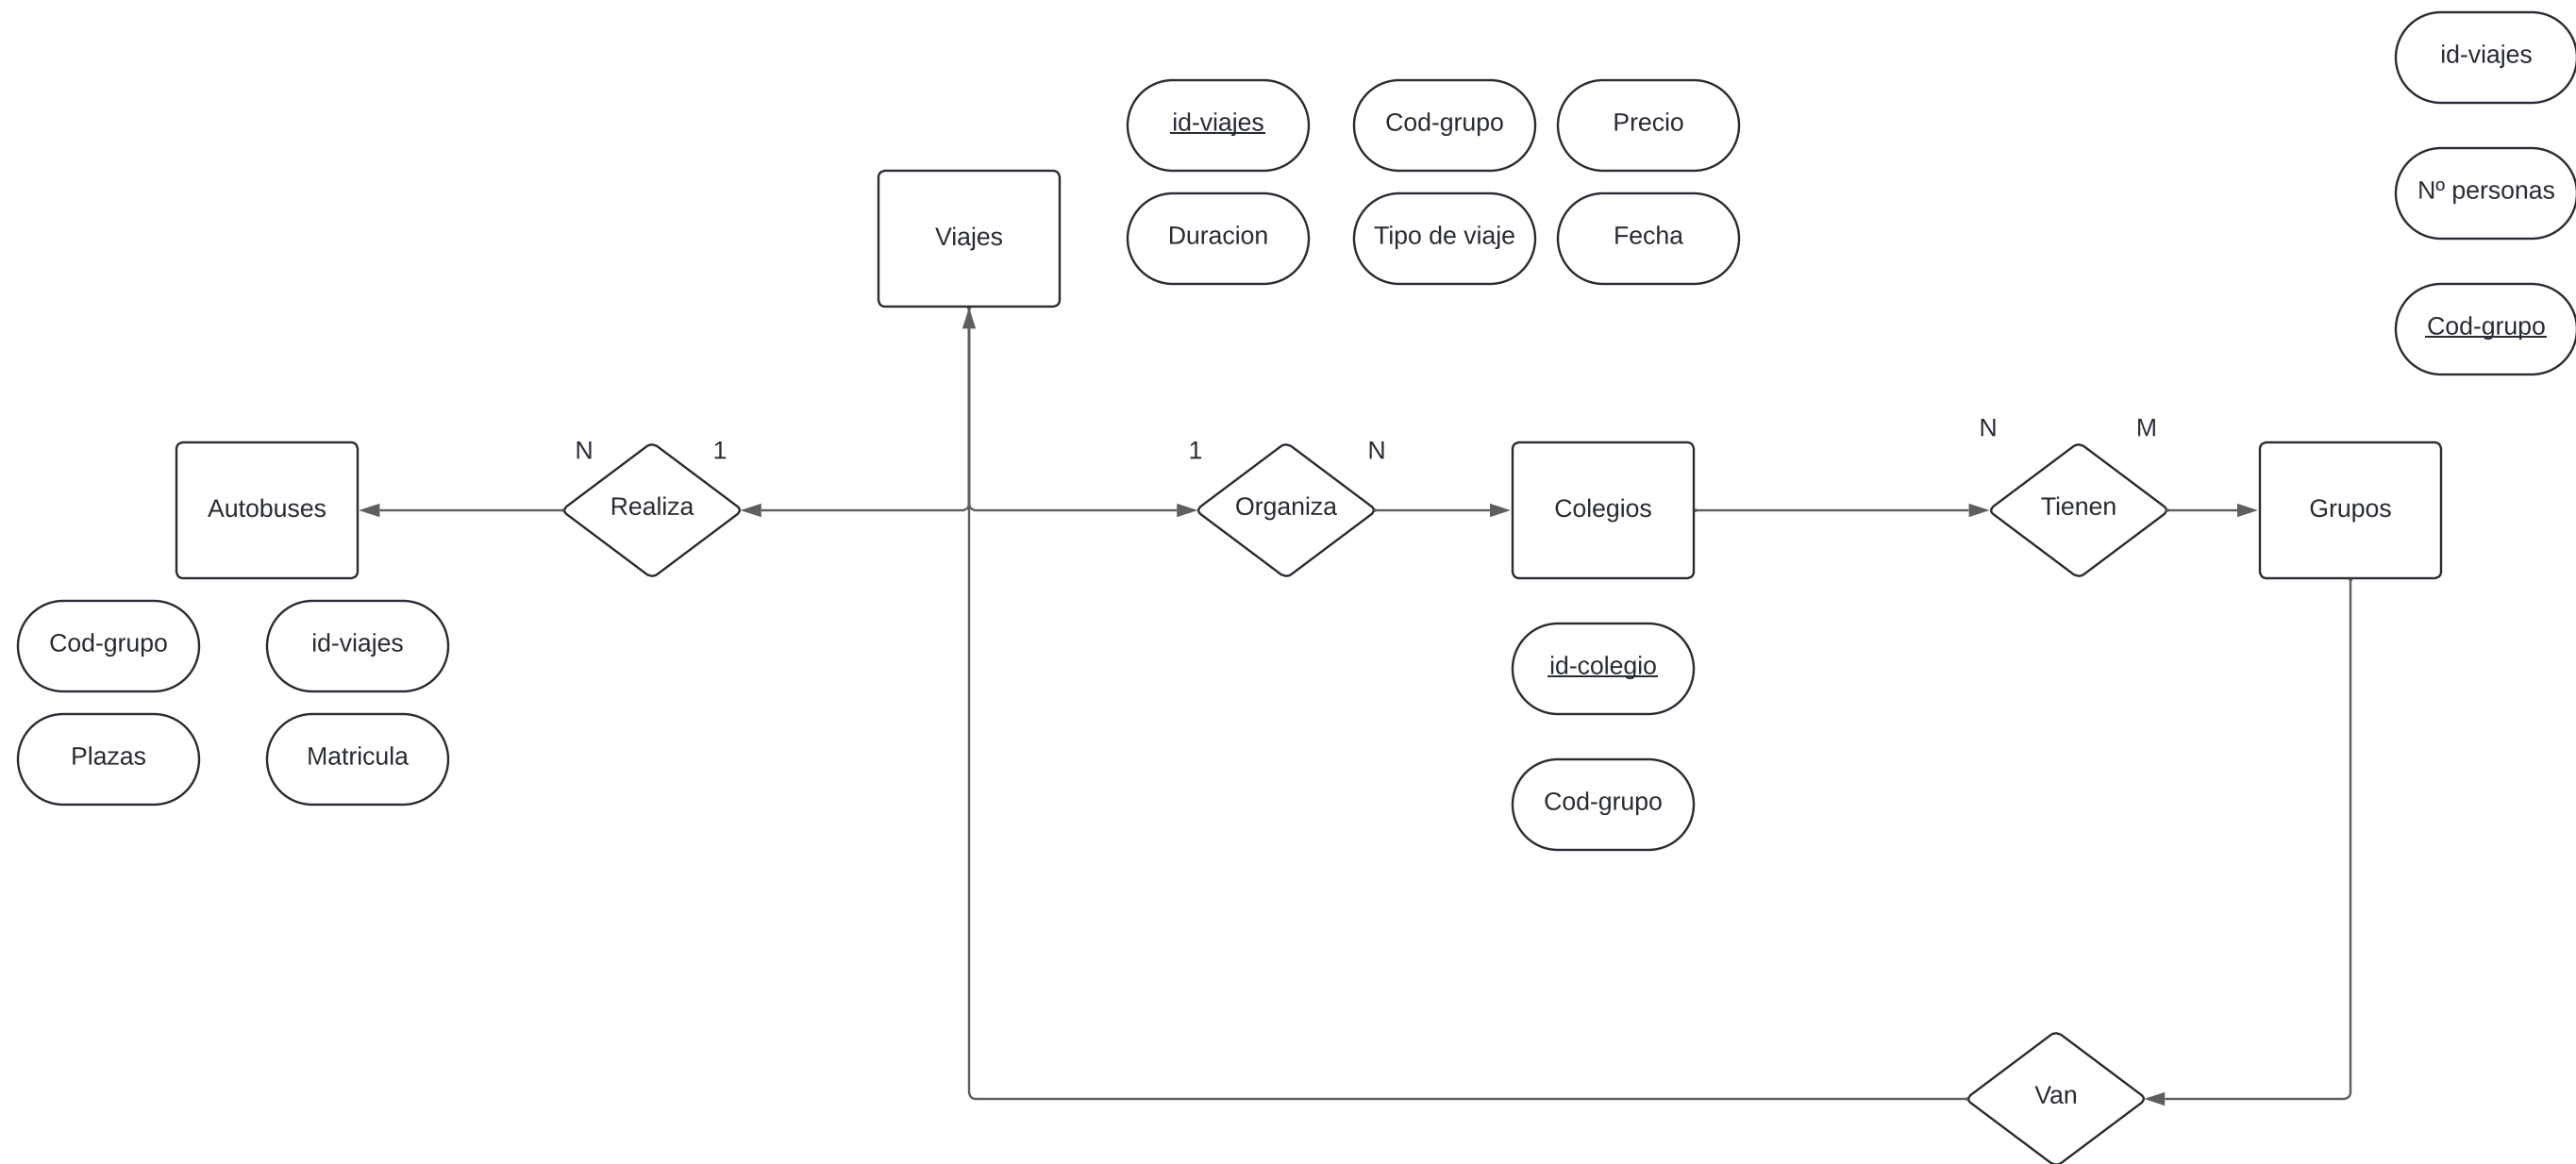 id-viajes
id-viajes Cod-grupo Precio
Nº personas
Viajes
Duracion Tipo de viaje Fecha
Cod-grupo
N 1 1 N N M
Autobuses Realiza Organiza Colegios Tienen Grupos
Cod-grupo id-viajes
id-colegio
Plazas Matricula
Cod-grupo
Van